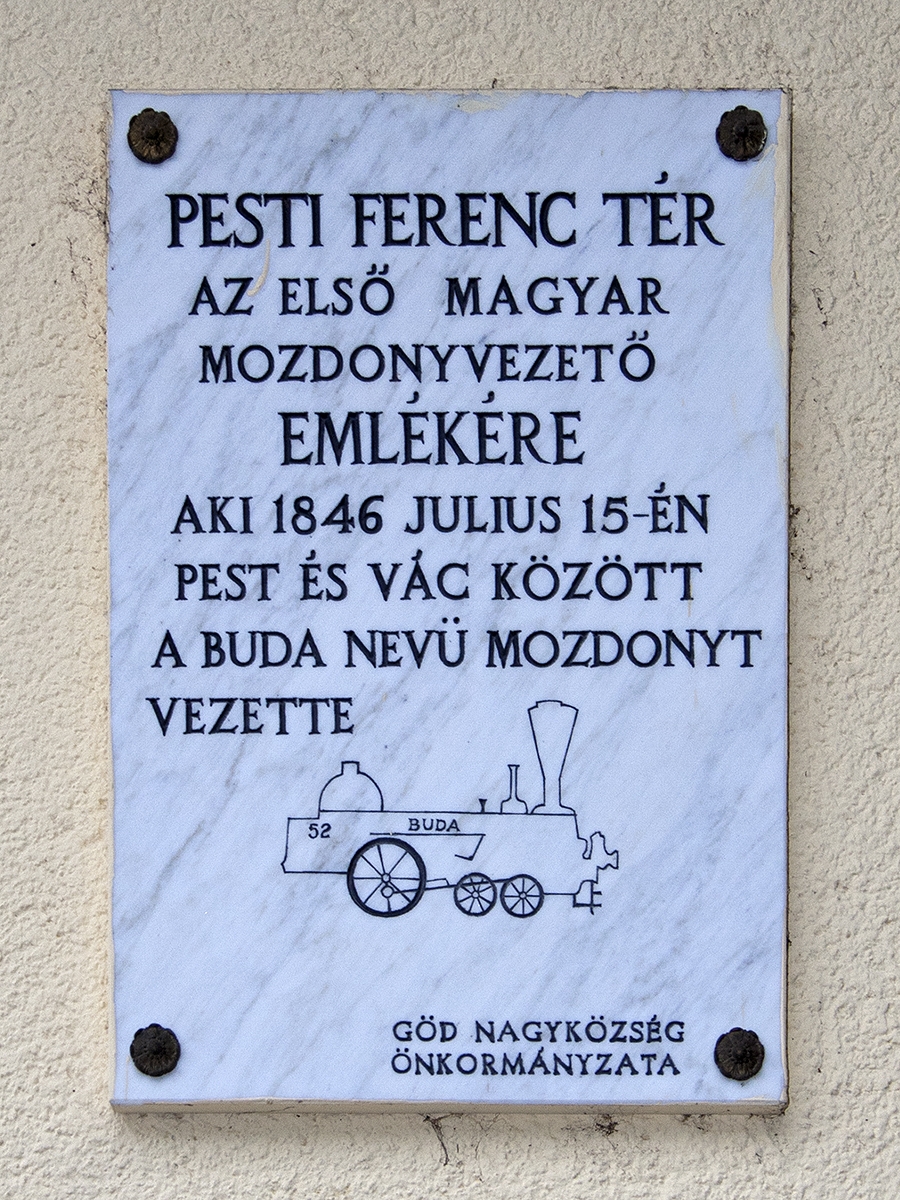 PESTI FERENC TÉR
AZ ELSŐ MAGYAR
MOZDONYVEZETŐ
EMLÉKÉRE
AKI 1846 JULIUS 15-ÉN
PEST ÉS VÁC KÖZÖTT
A BUDA NEVÜ MOZDONYT
VEZETTE
52 BUDA
GÖD NAGYKÖZSÉG
ÖNKORMÁNYZATA